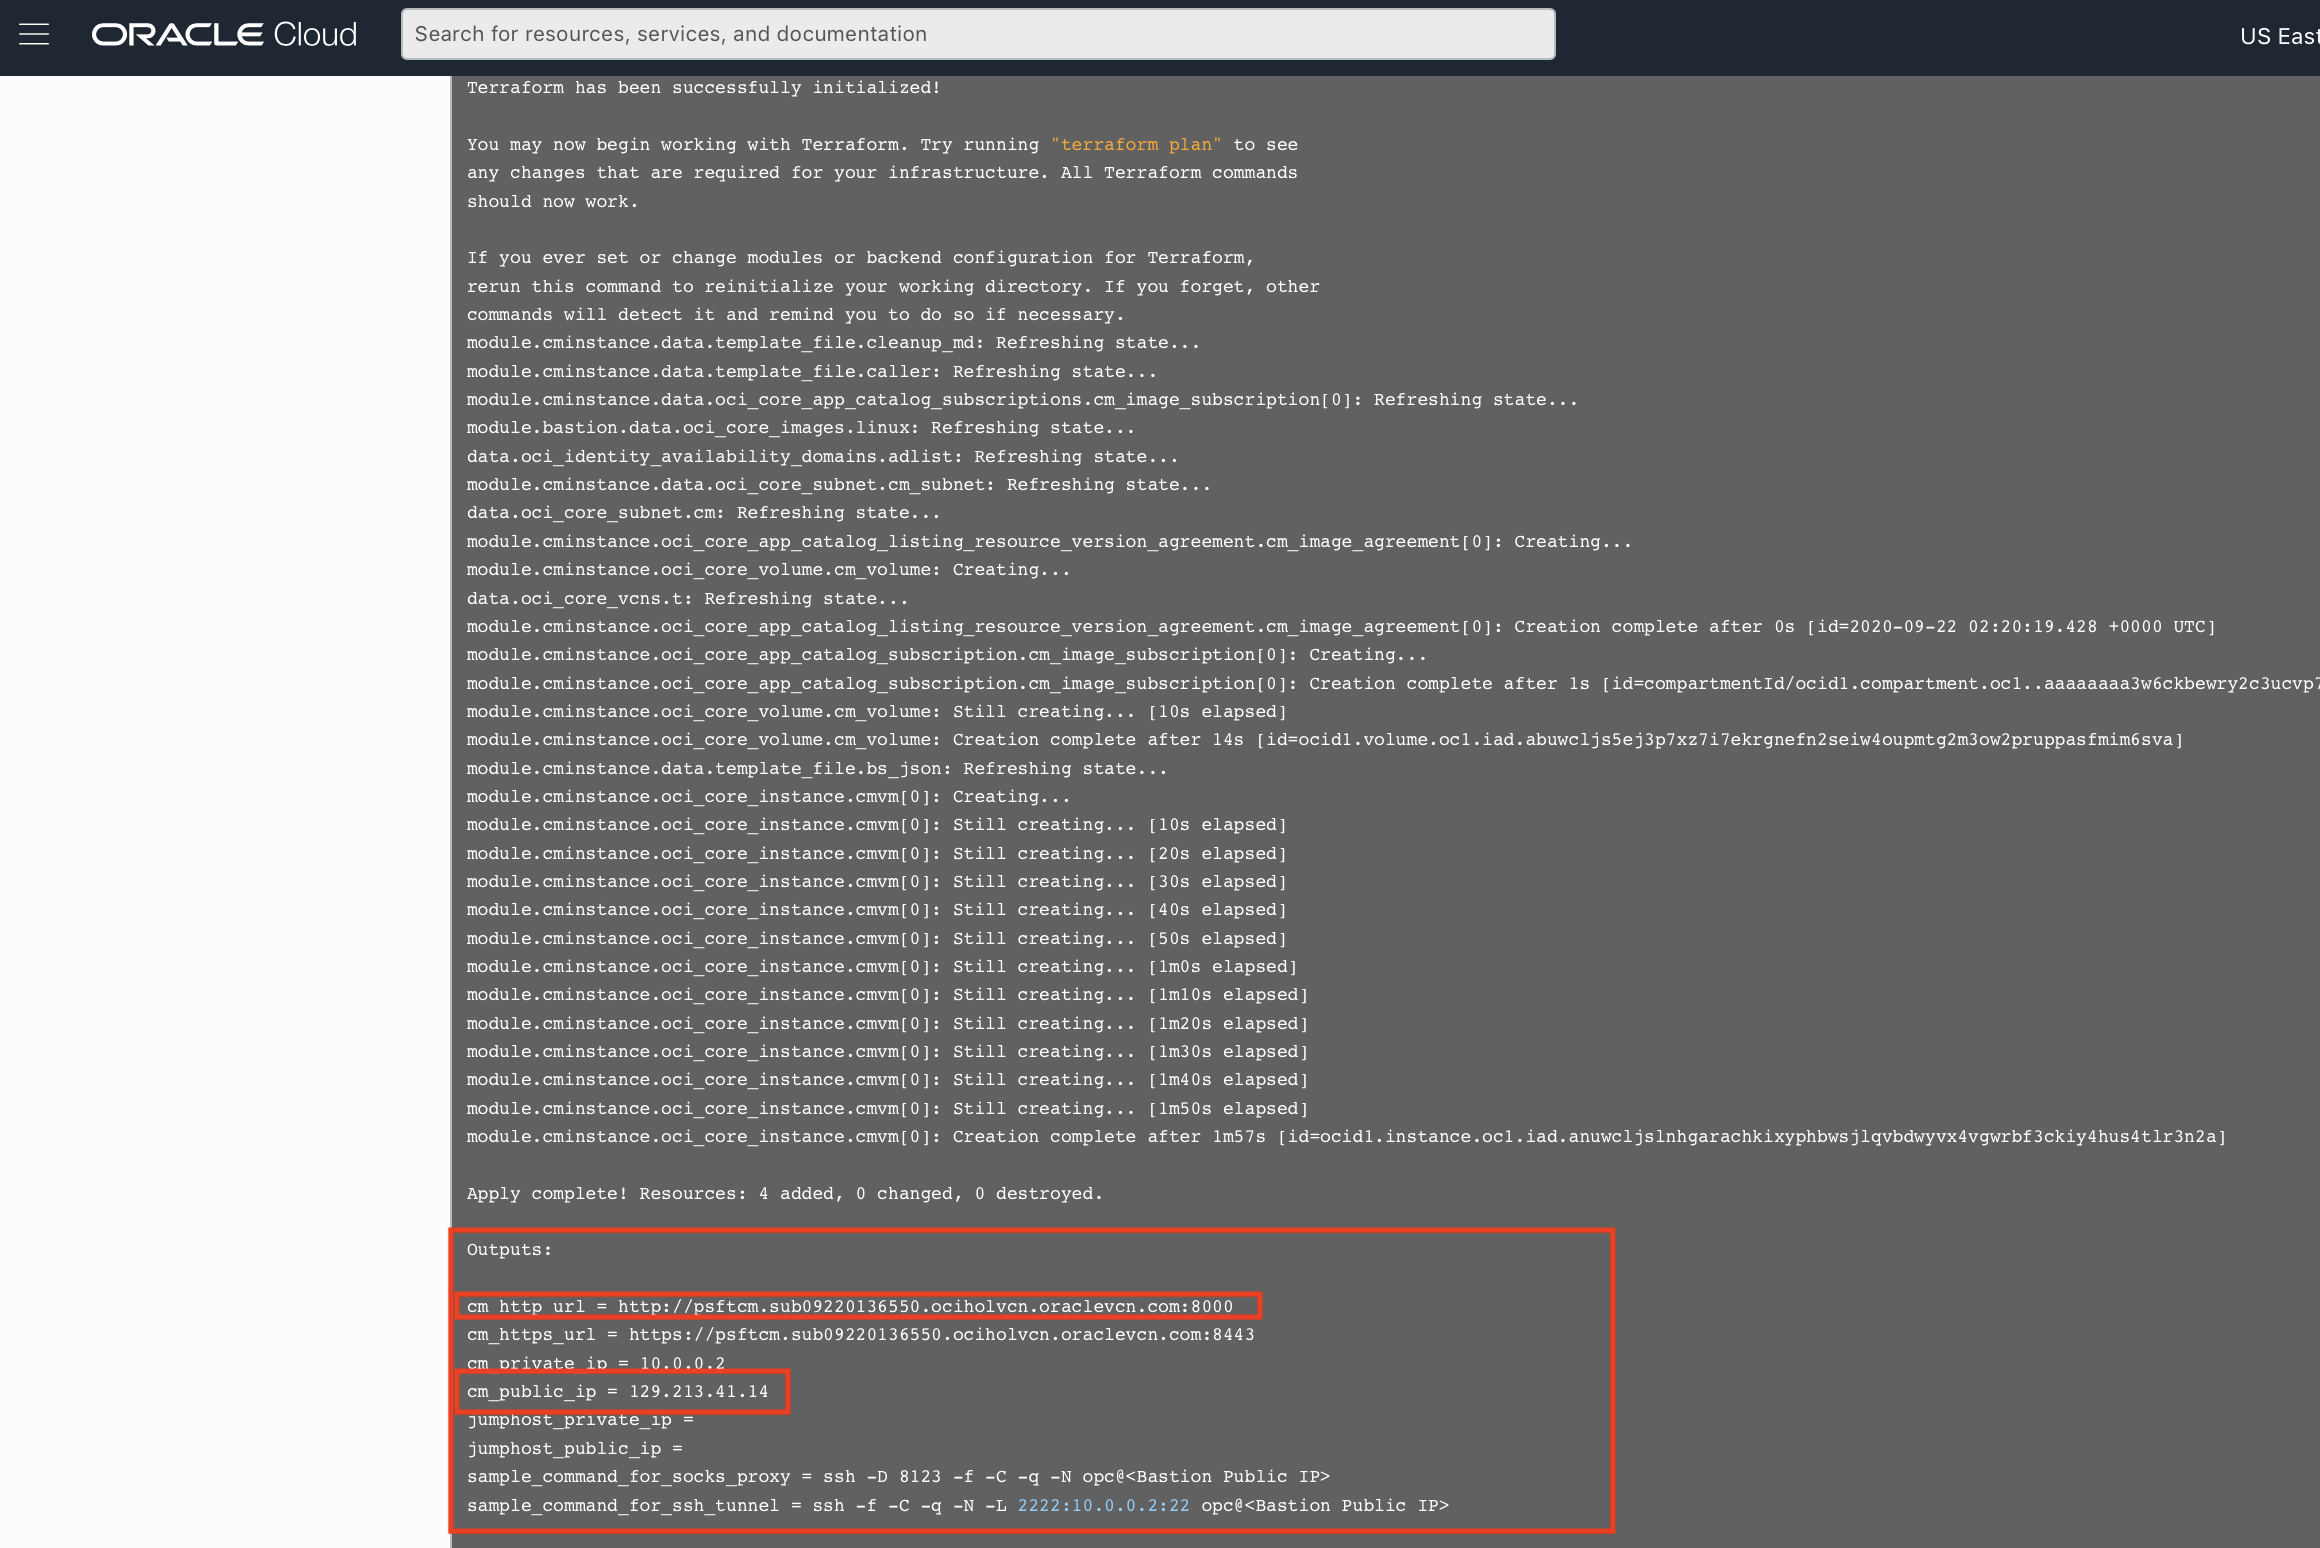 ORACLE Cloud
Search for resources, services, and documentation
US East
Terraform has been successfully initialized!
You may now begin working with Terraform. Try running "terraform plan" to see
any changes that are required for your infrastructure. All Terraform commands
should now work.
If you ever set or change modules or backend configuration for Terraform,
rerun this command to reinitialize your working directory. If you forget, other
commands will detect it and remind you to do so if necessary.
module.cminstance.data.template_file.cleanup_md: Refreshing state...
module.cminstance.data.template_file.caller: Refreshing state...
module.cminstance.data.oci_core_app_catalog_subscriptions.cm_image_subscription[0]: Refreshing state...
module.bastion.data.oci_core_images.linux: Refreshing state...
data.oci_identity_availability_domains.adlist: Refreshing state...
module.cminstance.data.oci_core_subnet.cm_subnet: Refreshing state...
data.oci_core_subnet.cm: Refreshing state...
module.cminstance.oci_core_app_catalog_listing_resource_version_agreement.cm_image_agreement[0]: Creating...
module.cminstance.oci_core_volume.cm_volume: Creating...
data.oci_core_vcns.t: Refreshing state...
module.cminstance.oci_core_app_catalog_listing_resource_version_agreement.cm_image_agreement[0]: Creation complete after 0s [id=2020-09-22 02:20:19.428 +0000 UTC]
module.cminstance.oci_core_app_catalog_subscription.cm_image_subscription[0]: Creating...
module.cminstance.oci_core_app_catalog_subscription.cm_image_subscription[0]: Creation complete after 1s [id=compartmentId/ocid1.compartment.oc1..aaaaaaaa3w6ckbewry2c3ucvp7
module.cminstance.oci_core_volume.cm_volume: Still creating... [10s elapsed]
module.cminstance.oci_core_volume.cm_volume: Creation complete after 14s [id=ocid1.volume.oc1.iad.abuwcljs5ej3p7xz7i7ekrgnefn2seiw4oupmtg2m3ow2pruppasfmim6sva]
module.cminstance.data.template_file.bs_json: Refreshing state...
module.cminstance.oci_core_instance.cmvm[0]: Creating...
module.cminstance.oci_core_instance.cmvm[0]: Still creating... [10s elapsed]
module.cminstance.oci_core_instance.cmvm[0]: Still creating... [20s elapsed]
module.cminstance.oci_core_instance.cmvm[0]: Still creating... [30s elapsed]
module.cminstance.oci_core_instance.cmvm[0]: Still creating... [40s elapsed]
module.cminstance.oci_core_instance.cmvm[0]: Still creating... [50s elapsed]
module.cminstance.oci_core_instance.cmvm[0]: Still creating... [1m0s elapsed]
module.cminstance.oci_core_instance.cmvm[0]: Still creating... [1m10s elapsed]
module.cminstance.oci_core_instance.cmvm[0]: Still creating... [1m20s elapsed]
module.cminstance.oci_core_instance.cmvm[0]: Still creating... [1m30s elapsed]
module.cminstance.oci_core_instance.cmvm[0]: Still creating... [1m40s elapsed]
module.cminstance.oci_core_instance.cmvm[0]: Still creating... [1m50s elapsed]
module.cminstance.oci_core_instance.cmvm[0]: Creation complete after 1m57s [id=ocid1.instance.oc1.iad.anuwcljslnhgarachkixyphbwsjlqvbdwyvx4vgwrbf3ckiy4hus4tlr3n2a]
Apply complete! Resources: 4 added, 0 changed, 0 destroyed.
Outputs:
cm_http_url = http://psftcm.sub09220136550.ociholvcn.oraclevcn.com:8000
cm_https_url = https://psftcm.sub09220136550.ociholvcn.oraclevcn.com:8443
cm_private_ip = 10.0.0.2
cm_public_ip = 129.213.41.14
jumphost_private_ip =
jumphost_public_ip =
sample_command_for_socks_proxy = ssh -D 8123 -f -C -q -N opc@<Bastion Public IP>
sample_command_for_ssh_tunnel = ssh -f -C -q -N -L 2222:10.0.0.2:22 opc@<Bastion Public IP>